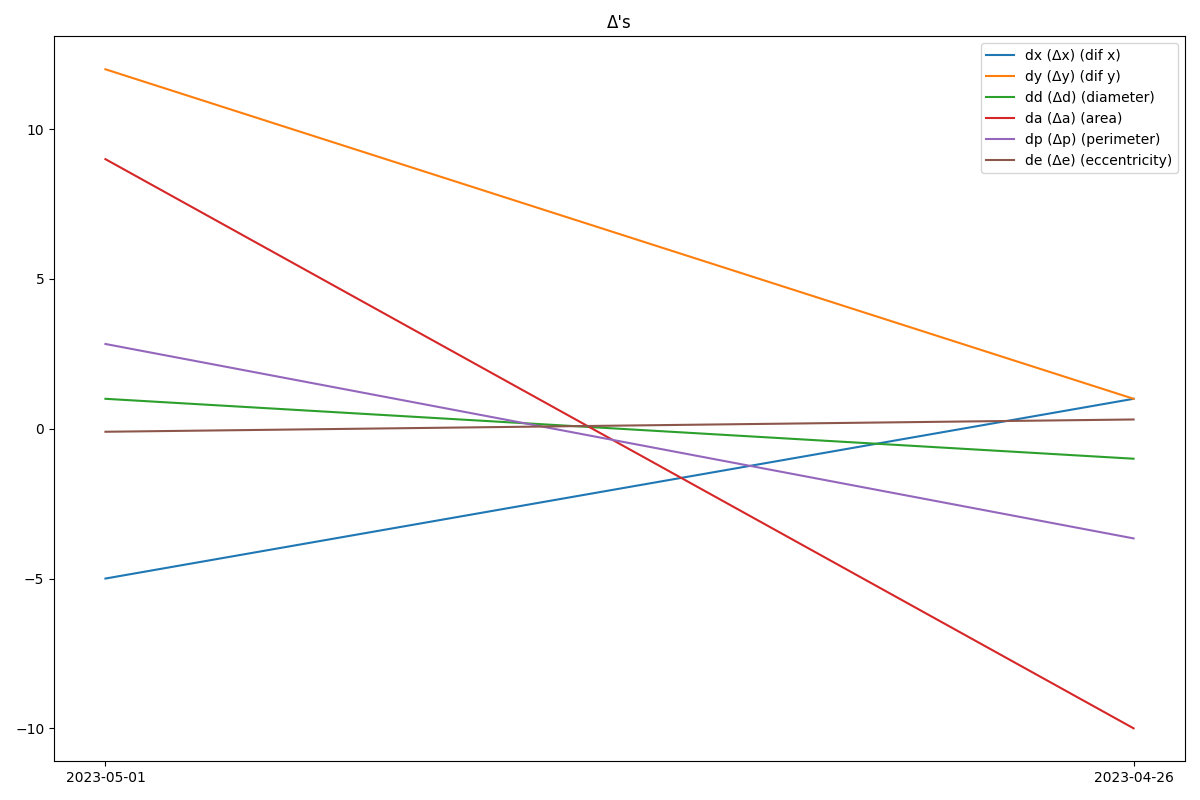 Δ's
dx (Δx) (dif x)
dy (Δy) (dif y)
dd (Δd) (diameter)
da (Δa) (area)
dp (Δp) (perimeter)
de (Δe) (eccentricity)
10
5
0
−5
−10
2023-05-01
2023-04-26